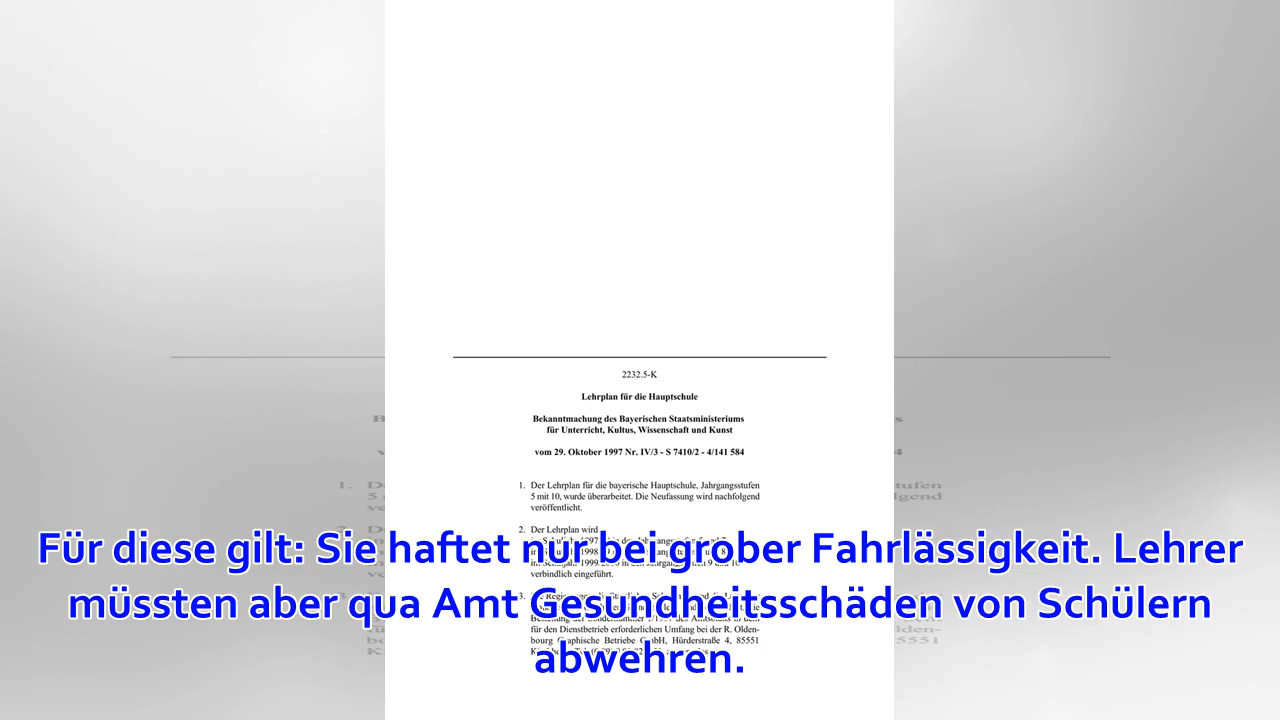 2232.5-K
Lehrplan für die Hauptschule
Bekanntmachung des Bayerischen Staatsministeriums
für Unterricht, Kultus, Wissenschaft und Kunst
vom 29. Oktober 1997 Nr. IV/3 - S 7410/2 - 4/141 584
1. Der Lehrplan für die bayerische Hauptschule, Jahrgangsstufen
5 mit 10, wurde überarbeitet. Die Neufassung wird nachfolgend
veröffentlicht.
2. Der Lehrplan wird
verbindlich eingeführt.
3.
für den Dienstbetrieb erforderlichen Umfang bei der R. Olden-
bourg Graphische Betriebe GmbH, Hürderstraße 4, 85551
Für diese gilt: Sie haftet nur bei grober Fahrlässigkeit. Lehrer
müssten aber qua Amt Gesundheitsschäden von Schülern
abwehren.